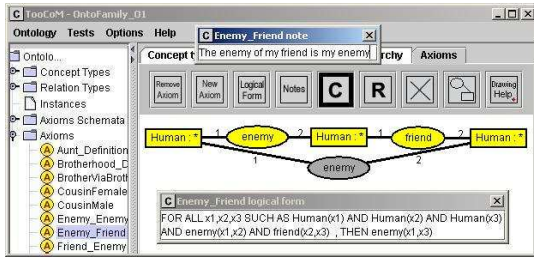 TooCoM - OntoFamily_01
Ontology Tests Options Help
Enemy_Friend note
The enemy of my friend is my enemy
Ontolo...
Concept Types
Relation Types
Instances
Axioms Schemata
Axioms
Aunt_Definition
Brotherhood_D
BrotherViaBroth
CousinFemale
CousinMale
Enemy_Enemy
Enemy_Friend
Friend_Enemy
Concept t
rchy
Axioms
Remove Axiom
New Axiom
Logical Form
Notes
C
R
Drawing Help
Human : * 1 enemy 2 Human : * 1 friend 2 Human : *
1 enemy 2
Enemy_Friend logical form
FOR ALL x1,x2,x3 SUCH AS Human(x1) AND Human(x2) AND Human(x3)
AND enemy(x1,x2) AND friend(x2,x3) , THEN enemy(x1,x3)